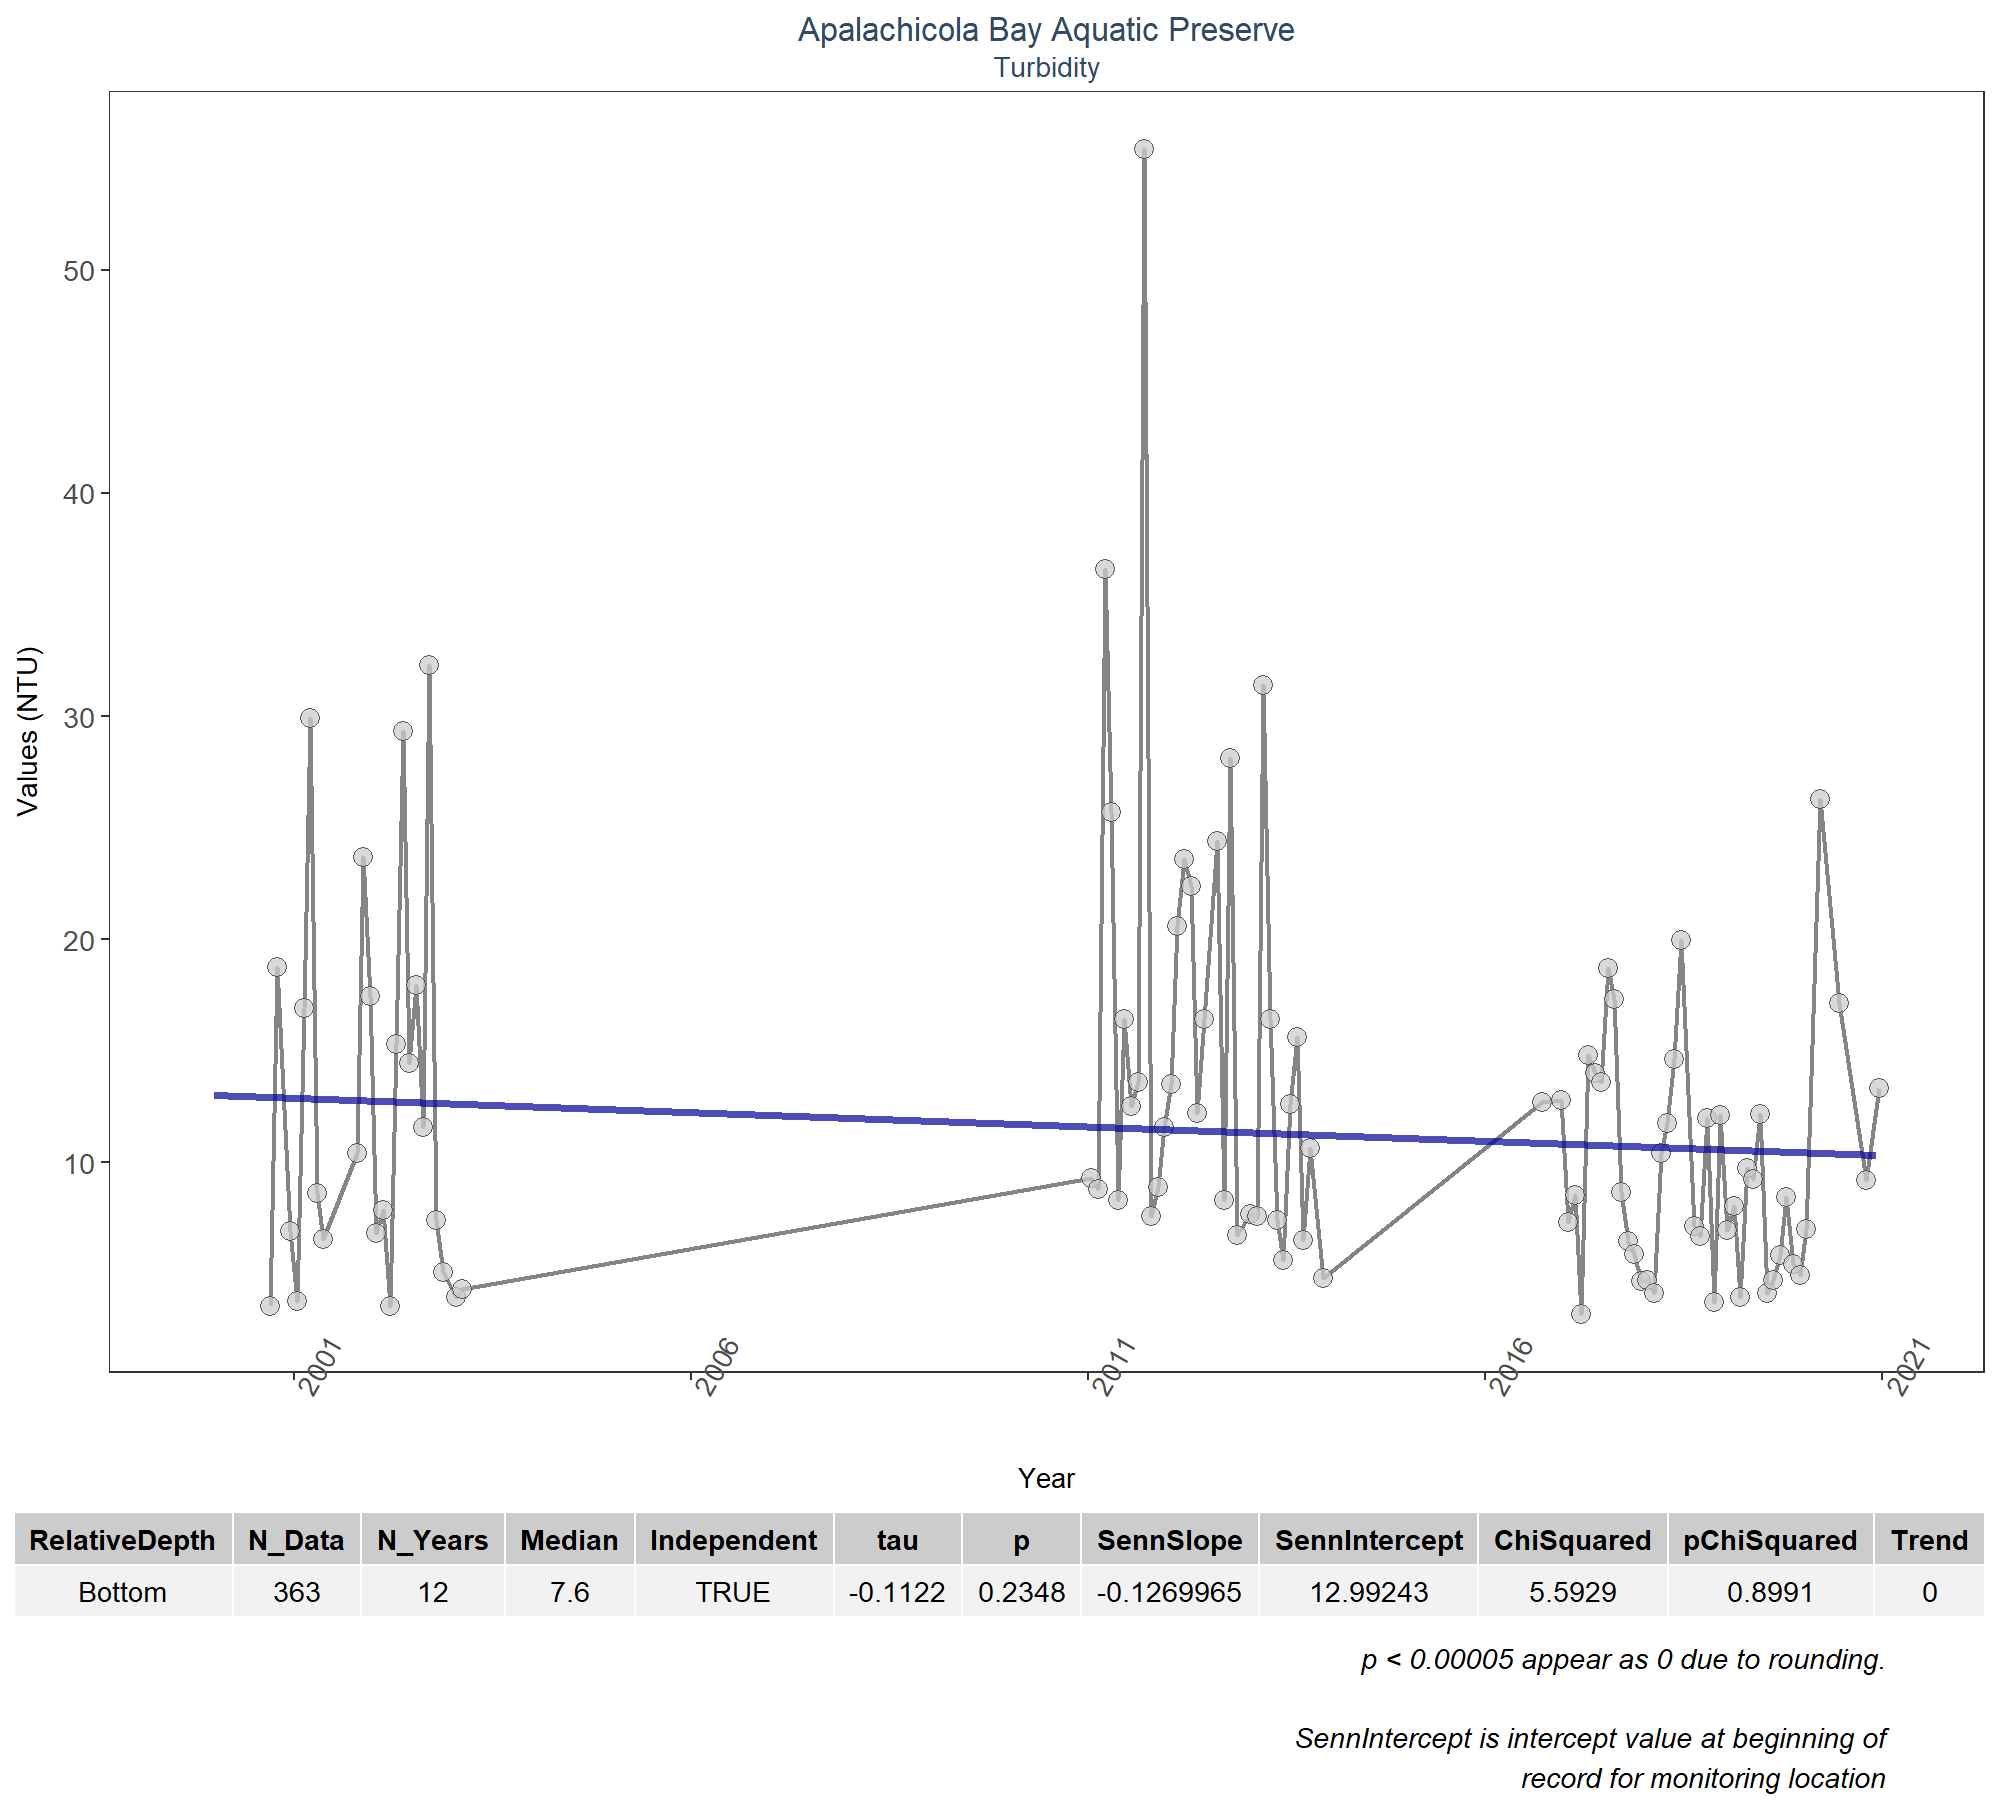 Apalachicola Bay Aquatic Preserve
Turbidity
Values (NTU)
50
40
30
20
10
2001 2006 2011 2016 2021
Year
RelativeDepth N_Data N_Years Median Independent tau p SennSlope SennIntercept ChiSquared pChiSquared Trend
Bottom 363 12 7.6 TRUE -0.1122 0.2348 -0.1269965 12.99243 5.5929 0.8991 0
p < 0.00005 appear as 0 due to rounding.
SennIntercept is intercept value at beginning of
record for monitoring location